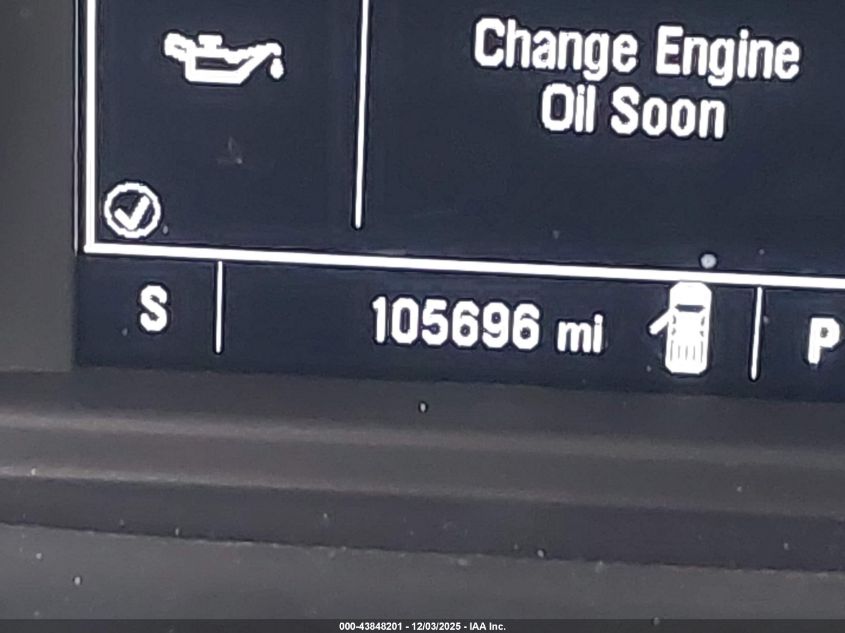 Change Engine
Oil Soon
S
105696 mi
P
000-43848201 - 12/03/2025 - IAA Inc.